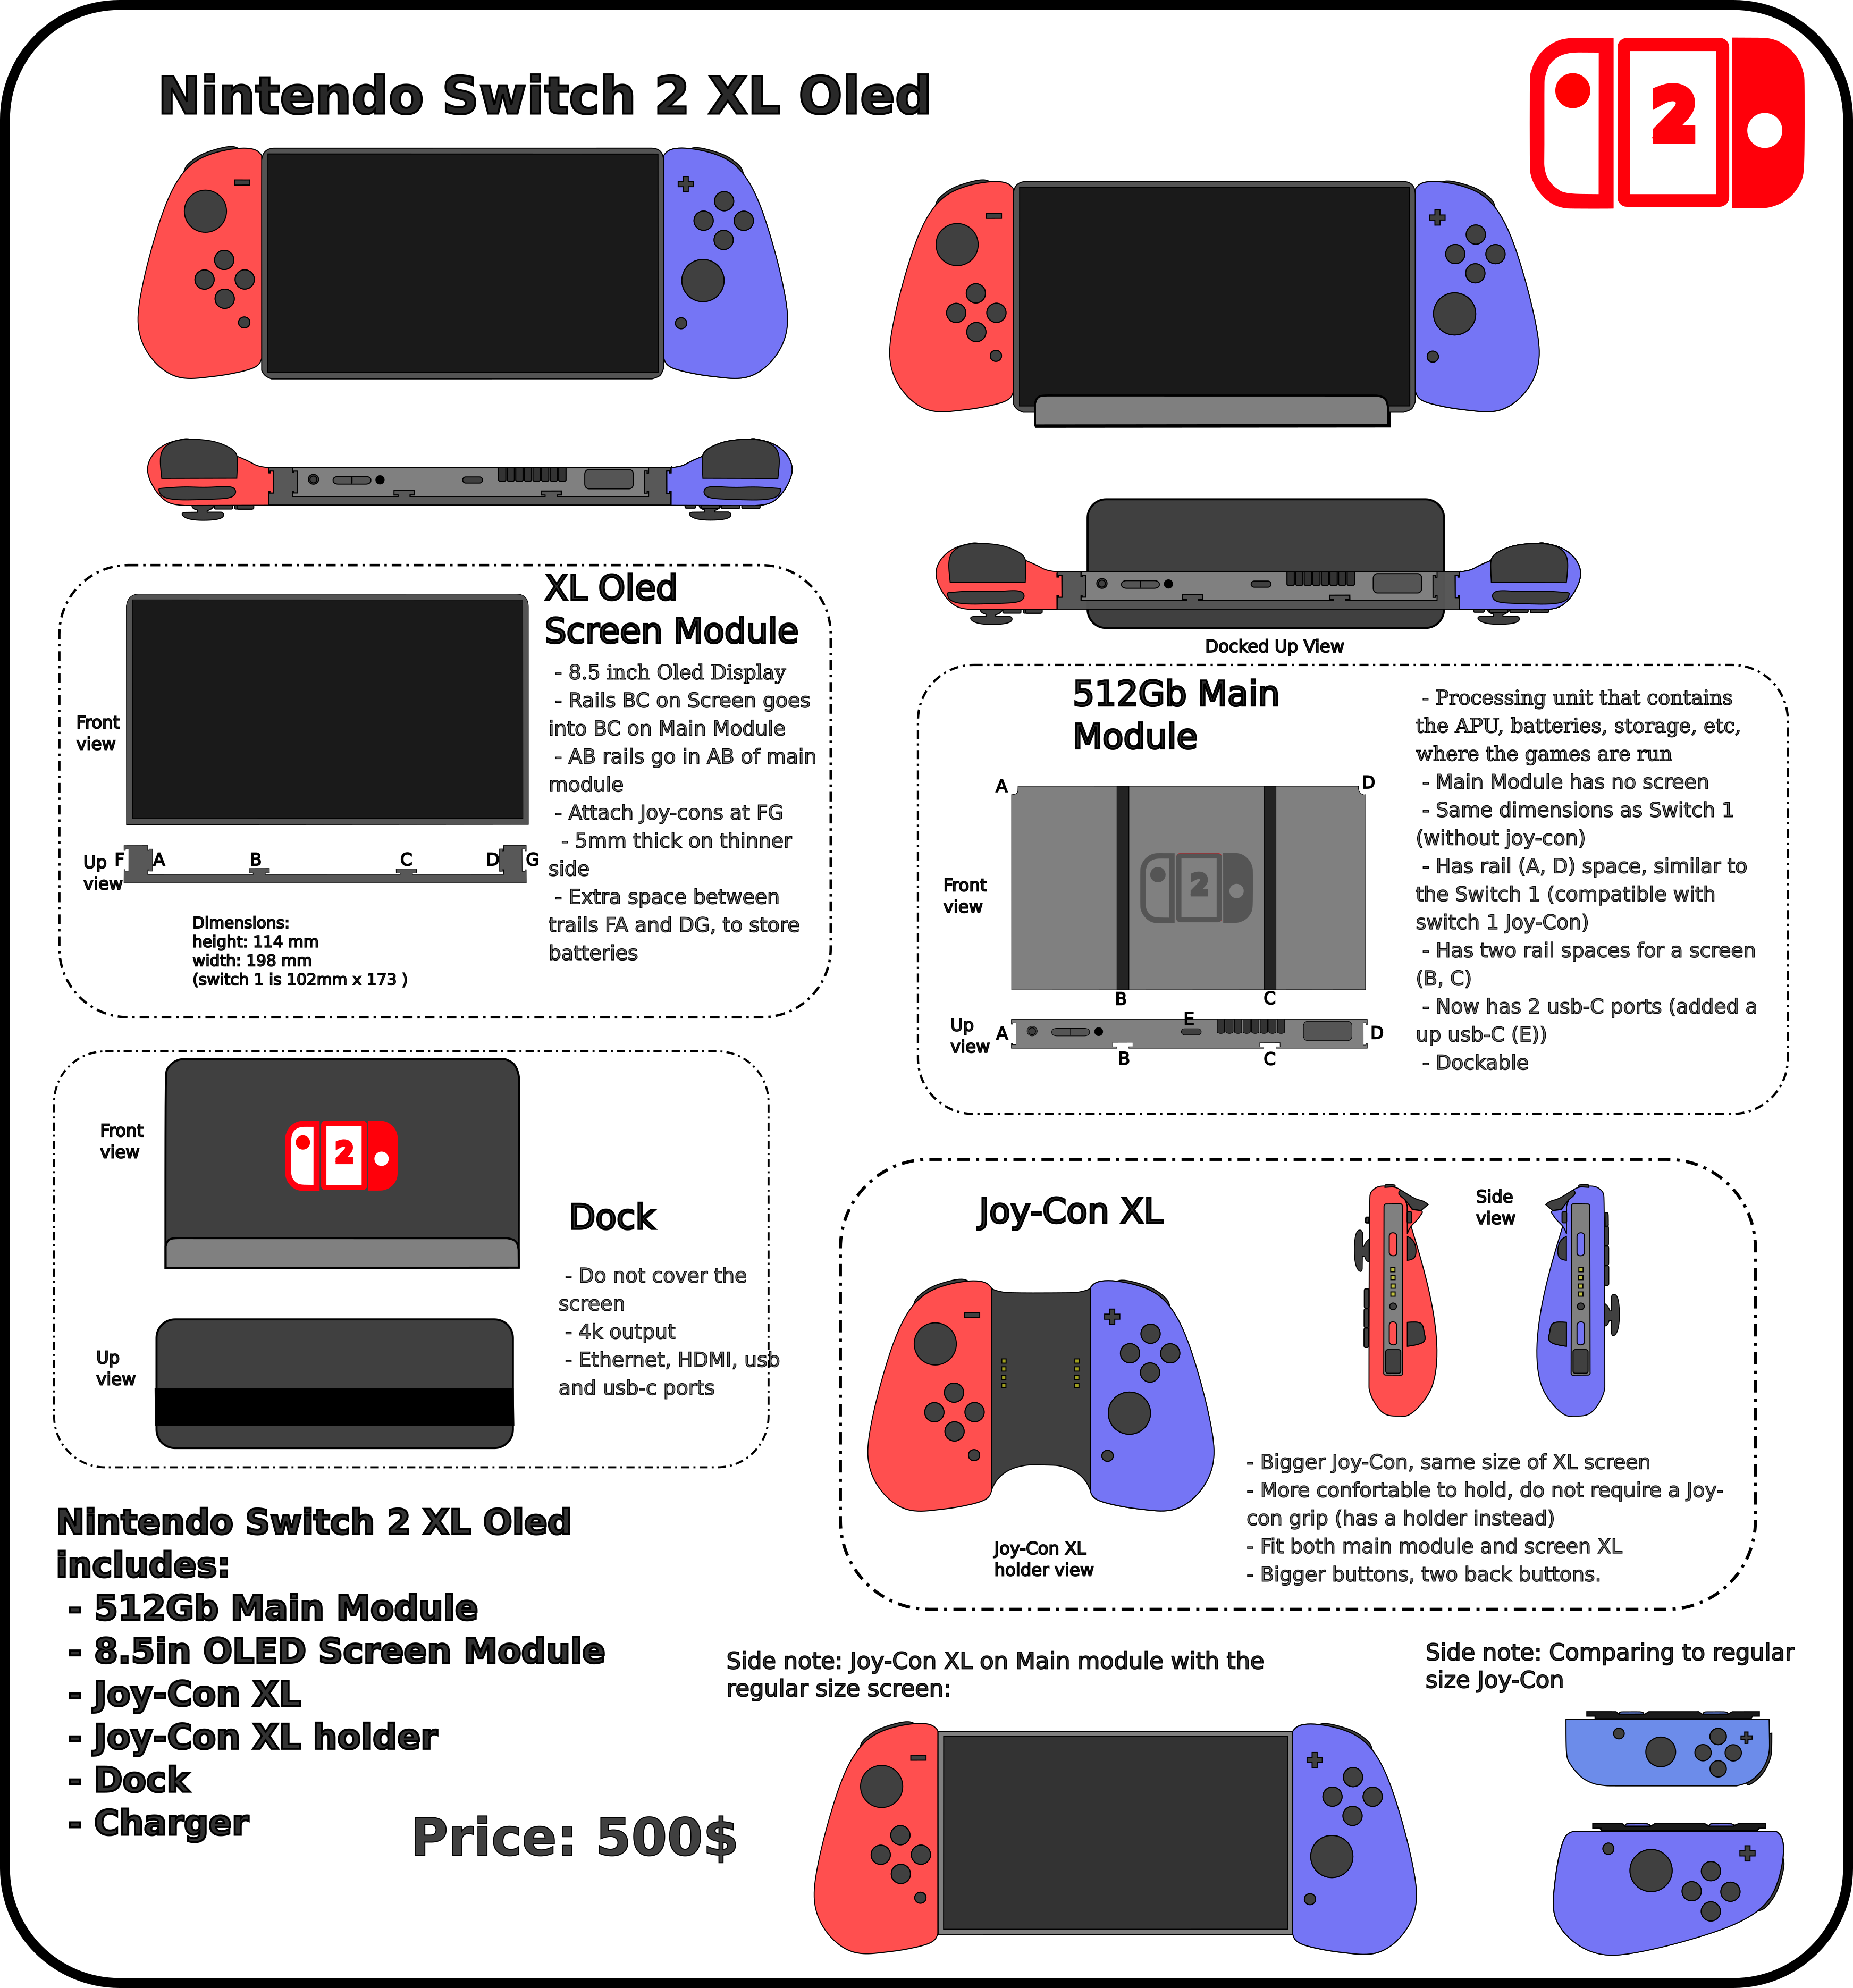 Nintendo Switch 2 XL Oled
2
Docked Up View
XL Oled
Screen Module
- 8.5 inch Oled Display
- Rails BC on Screen goes
into BC on Main Module
- AB rails go in AB of main
module
- Attach Joy-cons at FG
- 5mm thick on thinner
side
- Extra space between
trails FA and DG, to store
batteries
Front
view
Up
view
F A B C D G
Dimensions:
height: 114 mm
width: 198 mm
(switch 1 is 102mm x 173 )
512Gb Main
Module
- Processing unit that contains
the APU, batteries, storage, etc,
where the games are run
- Main Module has no screen
- Same dimensions as Switch 1
(without joy-con)
- Has rail (A, D) space, similar to
the Switch 1 (compatible with
switch 1 Joy-Con)
- Has two rail spaces for a screen
(B, C)
- Now has 2 usb-C ports (added a
up usb-C (E))
- Dockable
A D
Front
view
2
B C
Up
view
A E D
B C
Front
view
2
Up
view
Dock
- Do not cover the
screen
- 4k output
- Ethernet, HDMI, usb
and usb-c ports
Joy-Con XL
Side
view
Joy-Con XL
holder view
- Bigger Joy-Con, same size of XL screen
- More confortable to hold, do not require a Joy-
con grip (has a holder instead)
- Fit both main module and screen XL
- Bigger buttons, two back buttons.
Nintendo Switch 2 XL Oled
includes:
- 512Gb Main Module
- 8.5in OLED Screen Module
- Joy-Con XL
- Joy-Con XL holder
- Dock
- Charger
Price: 500$
Side note: Joy-Con XL on Main module with the
regular size screen:
Side note: Comparing to regular
size Joy-Con